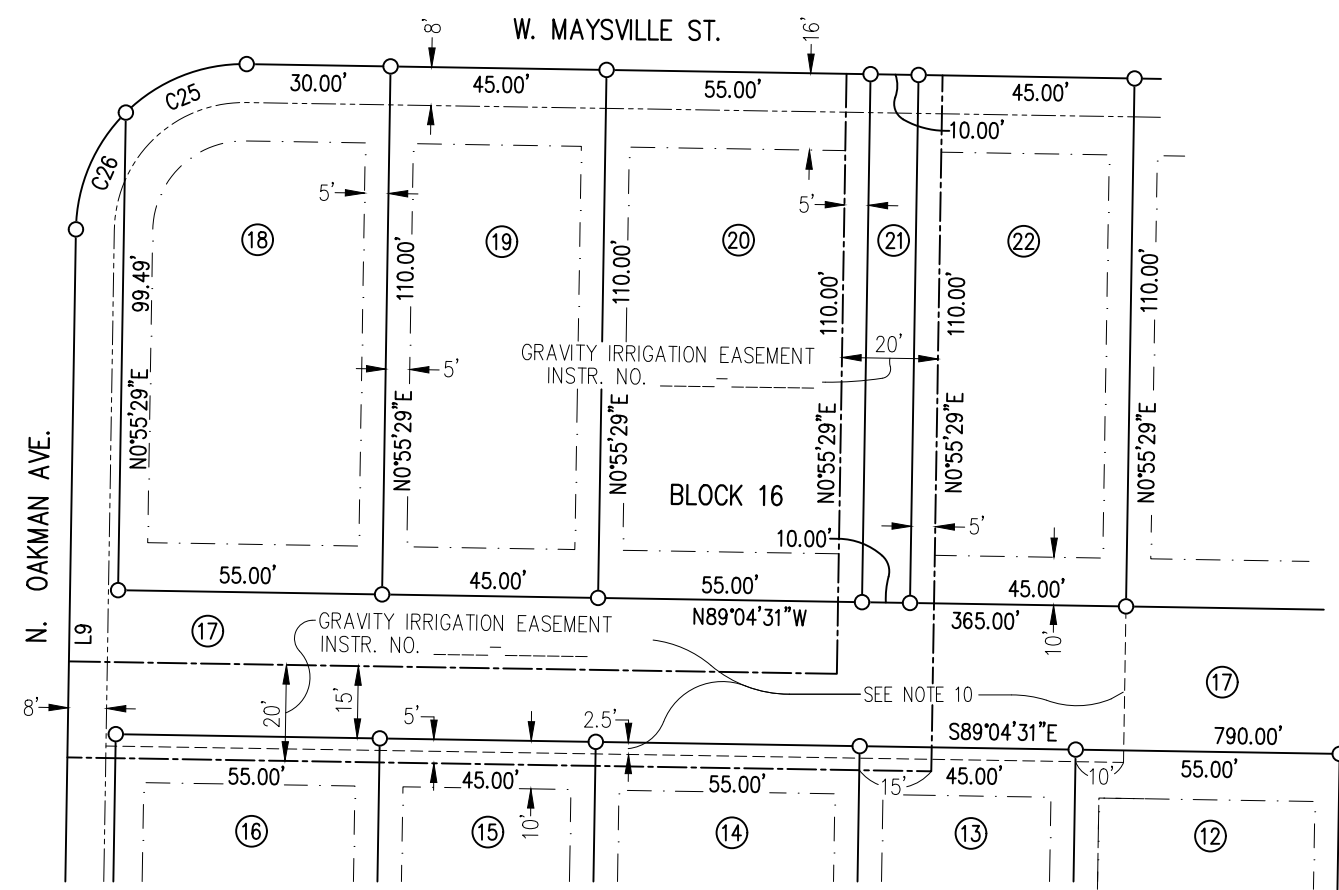 W. MAYSVILLE ST.
8'
16'
C25
30.00'
45.00'
55.00'
45.00'
10.00'
C26
5'
5'
18
19
20
21
22
99.49'
110.00'
110.00'
110.00'
110.00'
110.00'
GRAVITY IRRIGATION EASEMENT
INSTR. NO. ____-______
20'
5'
N0°55'29"E
N0°55'29"E
N0°55'29"E
N0°55'29"E
N0°55'29"E
N0°55'29"E
BLOCK 16
10.00'
5'
N. OAKMAN AVE.
55.00'
45.00'
55.00'
45.00'
N89°04'31"W
365.00'
10'
L9
17
GRAVITY IRRIGATION EASEMENT
INSTR. NO. ____-______
SEE NOTE 10
17
8'
20'
15'
5'
2.5'
S89°04'31"E
790.00'
55.00'
45.00'
55.00'
15'
45.00'
10'
55.00'
10'
16
15
14
13
12